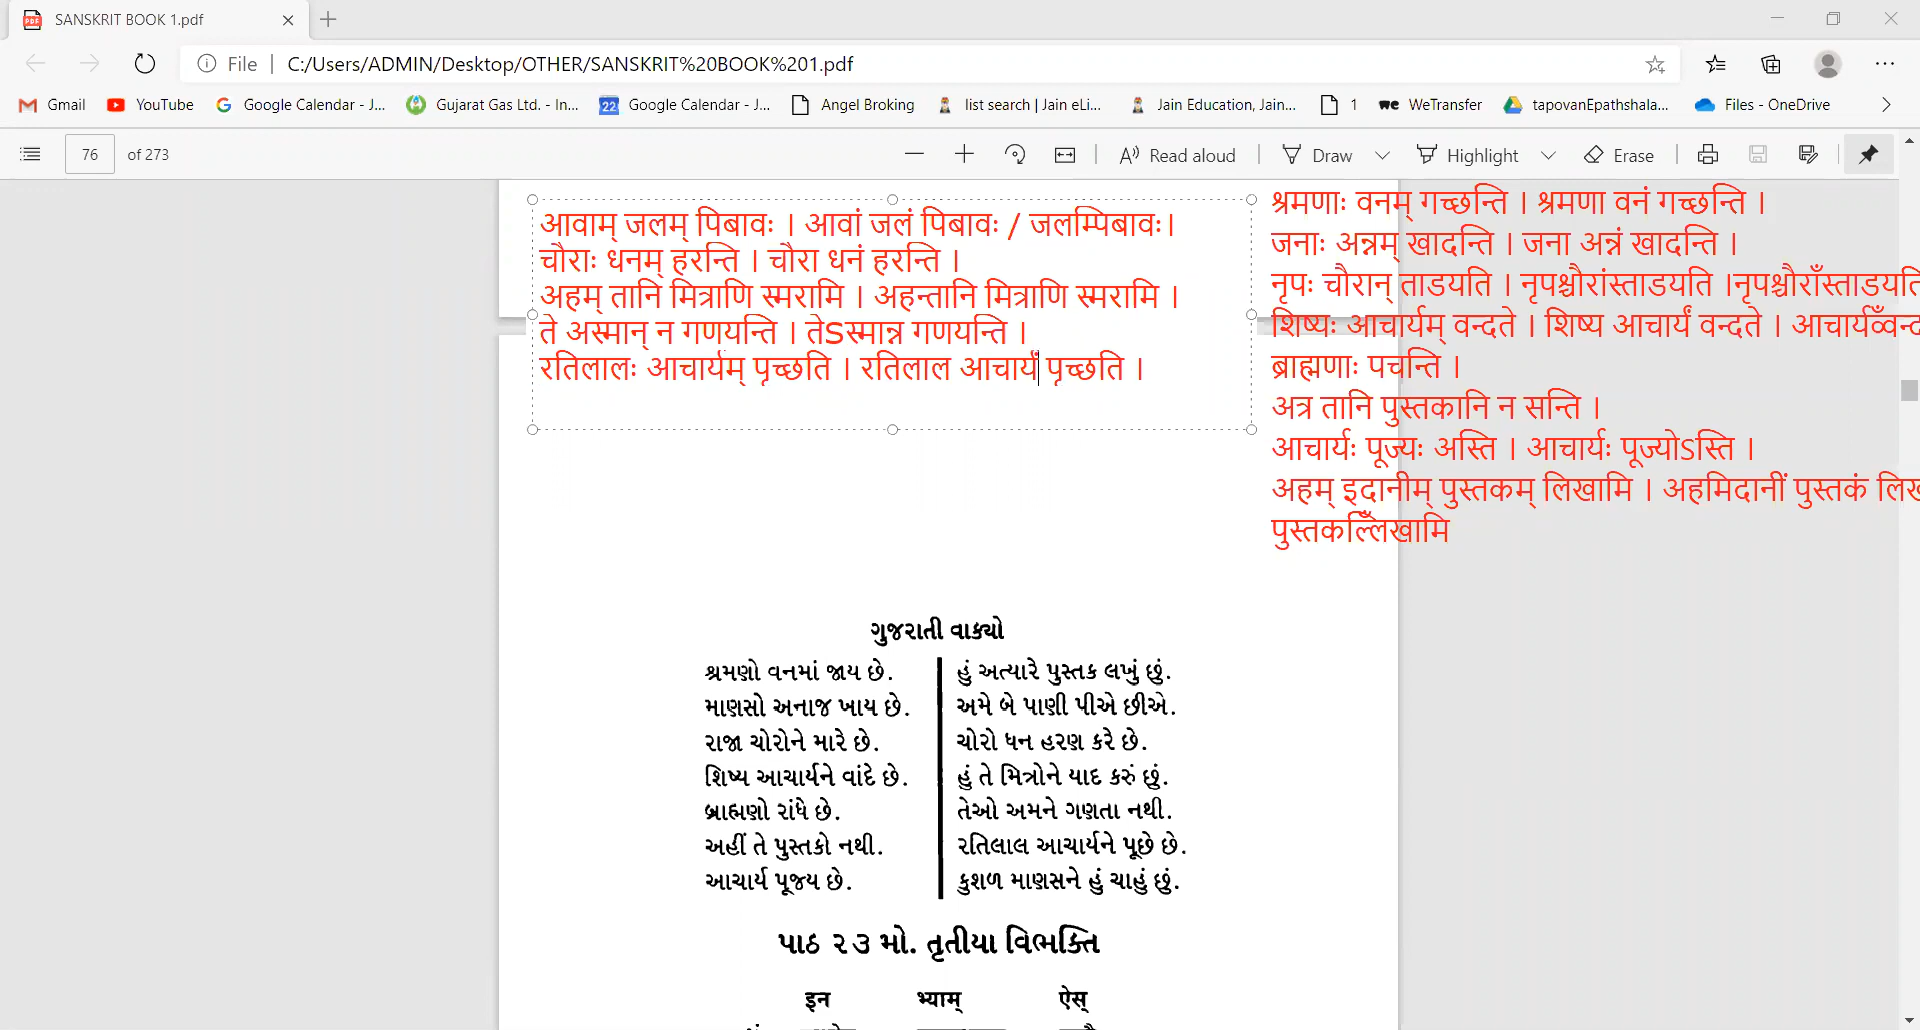 SANSKRIT BOOK 1.pdf
File | C:/Users/ADMIN/Desktop/OTHER/SANSKRIT%20BOOK%201.pdf
Gmail YouTube Google Calendar - J... Gujarat Gas Ltd. - In... Google Calendar - J... Angel Broking list search | Jain eLi... Jain Education, Jain... 1 WeTransfer tapovanEpathshala... Files - OneDrive
76 of 273 Read aloud Draw Highlight Erase
आवाम् जलम् पिबावः । आवां जलं पिबावः / जलम्पिबावः।
चौराः धनम् हरन्ति । चौरा धनं हरन्ति ।
अहम् तानि मित्राणि स्मरामि । अहन्तानि मित्राणि स्मरामि ।
ते अस्मान् न गणयन्ति । तेSस्मान्न गणयन्ति ।
रतिलालः आचार्यम् पृच्छति । रतिलाल आचार्यं पृच्छति ।
श्रमणाः वनम् गच्छन्ति । श्रमणा वनं गच्छन्ति ।
जनाः अन्नम् खादन्ति । जना अन्नं खादन्ति ।
नृपः चौरान् ताडयति । नृपश्चौरांस्ताडयति ।नृपश्चौराँस्ताडयति
शिष्यः आचार्यम् वन्दते । शिष्य आचार्यं वन्दते ।
ब्राह्मणाः पचन्ति ।
अत्र तानि पुस्तकानि न सन्ति ।
आचार्यः पूज्यः अस्ति । आचार्यः पूज्योSस्ति ।
अहम् इदानीम् पुस्तकम् लिखामि । अहमिदानीं पुस्तकं लिख
पुस्तकल्ँलिखामि
ગુજરાતી વાક્યો
શ્રમણો વનમાં જાય છે.
માણસો અનાજ ખાય છે.
રાજા ચોરોને મારે છે.
શિષ્ય આચાર્યને વાંદે છે.
બ્રાહ્મણો રાંધે છે.
અહીં તે પુસ્તકો નથી.
આચાર્ય પૂજ્ય છે.
હું અત્યારે પુસ્તક લખું છું.
અમે બે પાણી પીએ છીએ.
ચોરો ધન હરણ કરે છે.
હું તે મિત્રોને યાદ કરું છું.
તેઓ અમને ગણતા નથી.
રતિલાલ આચાર્યને પૂછે છે.
કુશળ માણસને હું ચાહું છું.
પાઠ ૨૩ મો. તૃતીયા વિભક્તિ
इन भ्याम् ऐस्